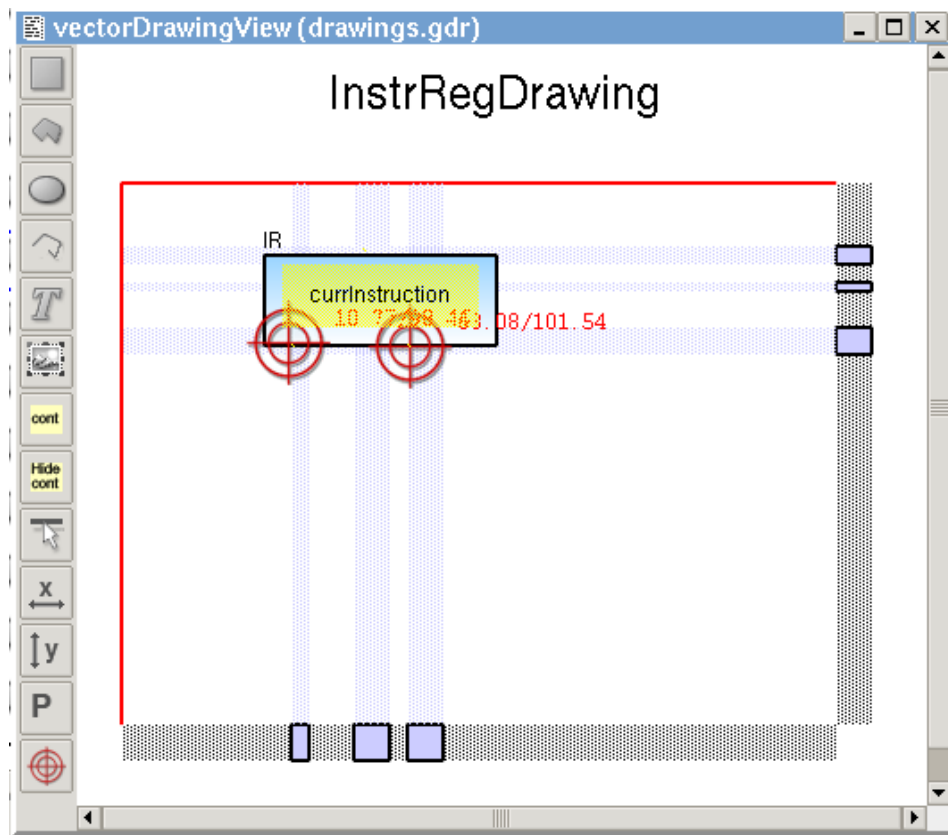 vectorDrawingView (drawings.gdr)
InstrRegDrawing
IR
currInstruction
.08/101.54
T
cont
Hide
cont
x
y
P